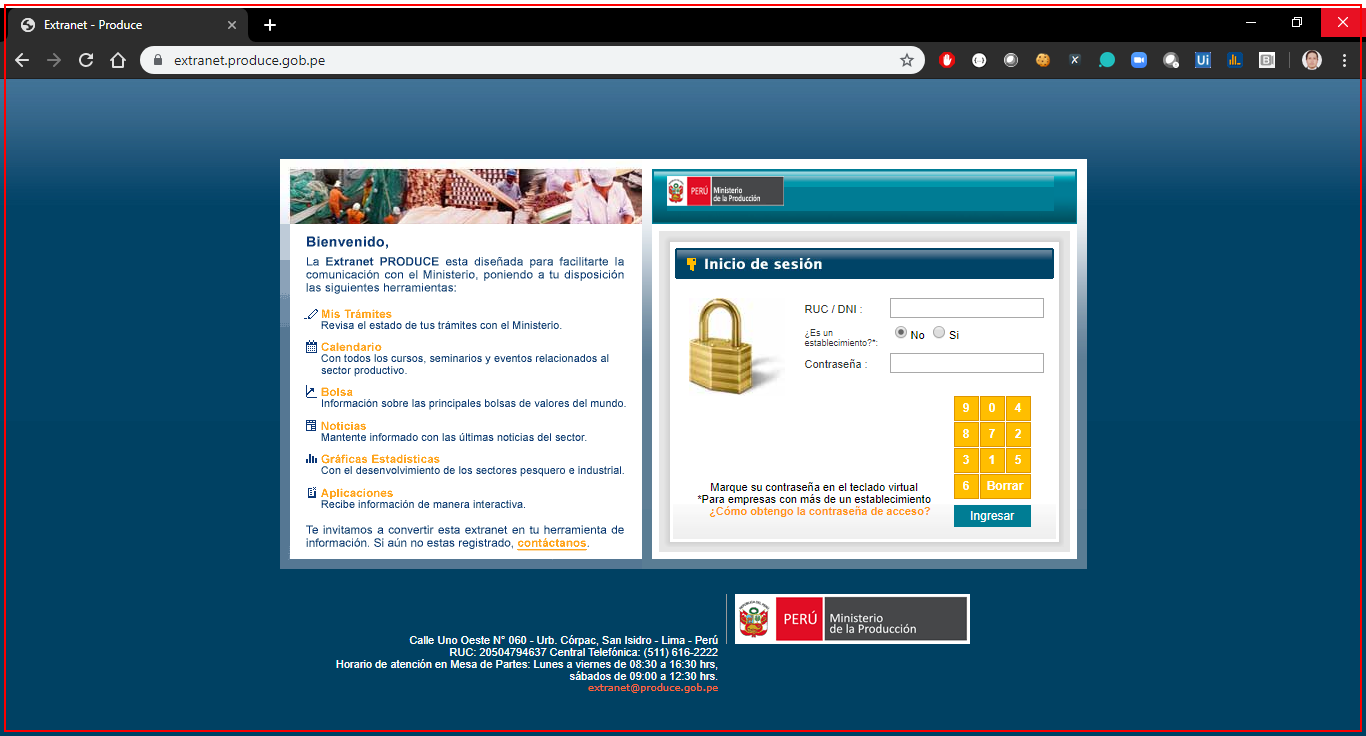 Extranet - Produce
extranet.produce.gob.pe
Ui
PERÚ
Ministerio
de la Producción
Bienvenido,
La Extranet PRODUCE esta diseñada para facilitarte la
comunicación con el Ministerio, poniendo a tu disposición
las siguientes herramientas:
Mis Trámites
Revisa el estado de tus trámites con el Ministerio.
Calendario
Con todos los cursos, seminarios y eventos relacionados al
sector productivo.
Bolsa
Información sobre las principales bolsas de valores del mundo.
Noticias
Mantente informado con las últimas noticias del sector.
Gráficas Estadísticas
Con el desenvolvimiento de los sectores pesquero e industrial.
Aplicaciones
Recibe información de manera interactiva.
Te invitamos a convertir esta extranet en tu herramienta de
información. Si aún no estas registrado, contáctanos.
Inicio de sesión
RUC / DNI :
¿Es un
establecimiento?*:
No Si
Contraseña :
9 0 4
8 7 2
3 1 5
6 Borrar
Marque su contraseña en el teclado virtual
*Para empresas con más de un establecimiento
¿Cómo obtengo la contraseña de acceso?
Ingresar
PERÚ
Ministerio
de la Producción
Calle Uno Oeste N° 060 - Urb. Córpac, San Isidro - Lima - Perú
RUC: 20504794637 Central Telefónica: (511) 616-2222
Horario de atención en Mesa de Partes: Lunes a viernes de 08:30 a 16:30 hrs,
sábados de 09:00 a 12:30 hrs.
extranet@produce.gob.pe